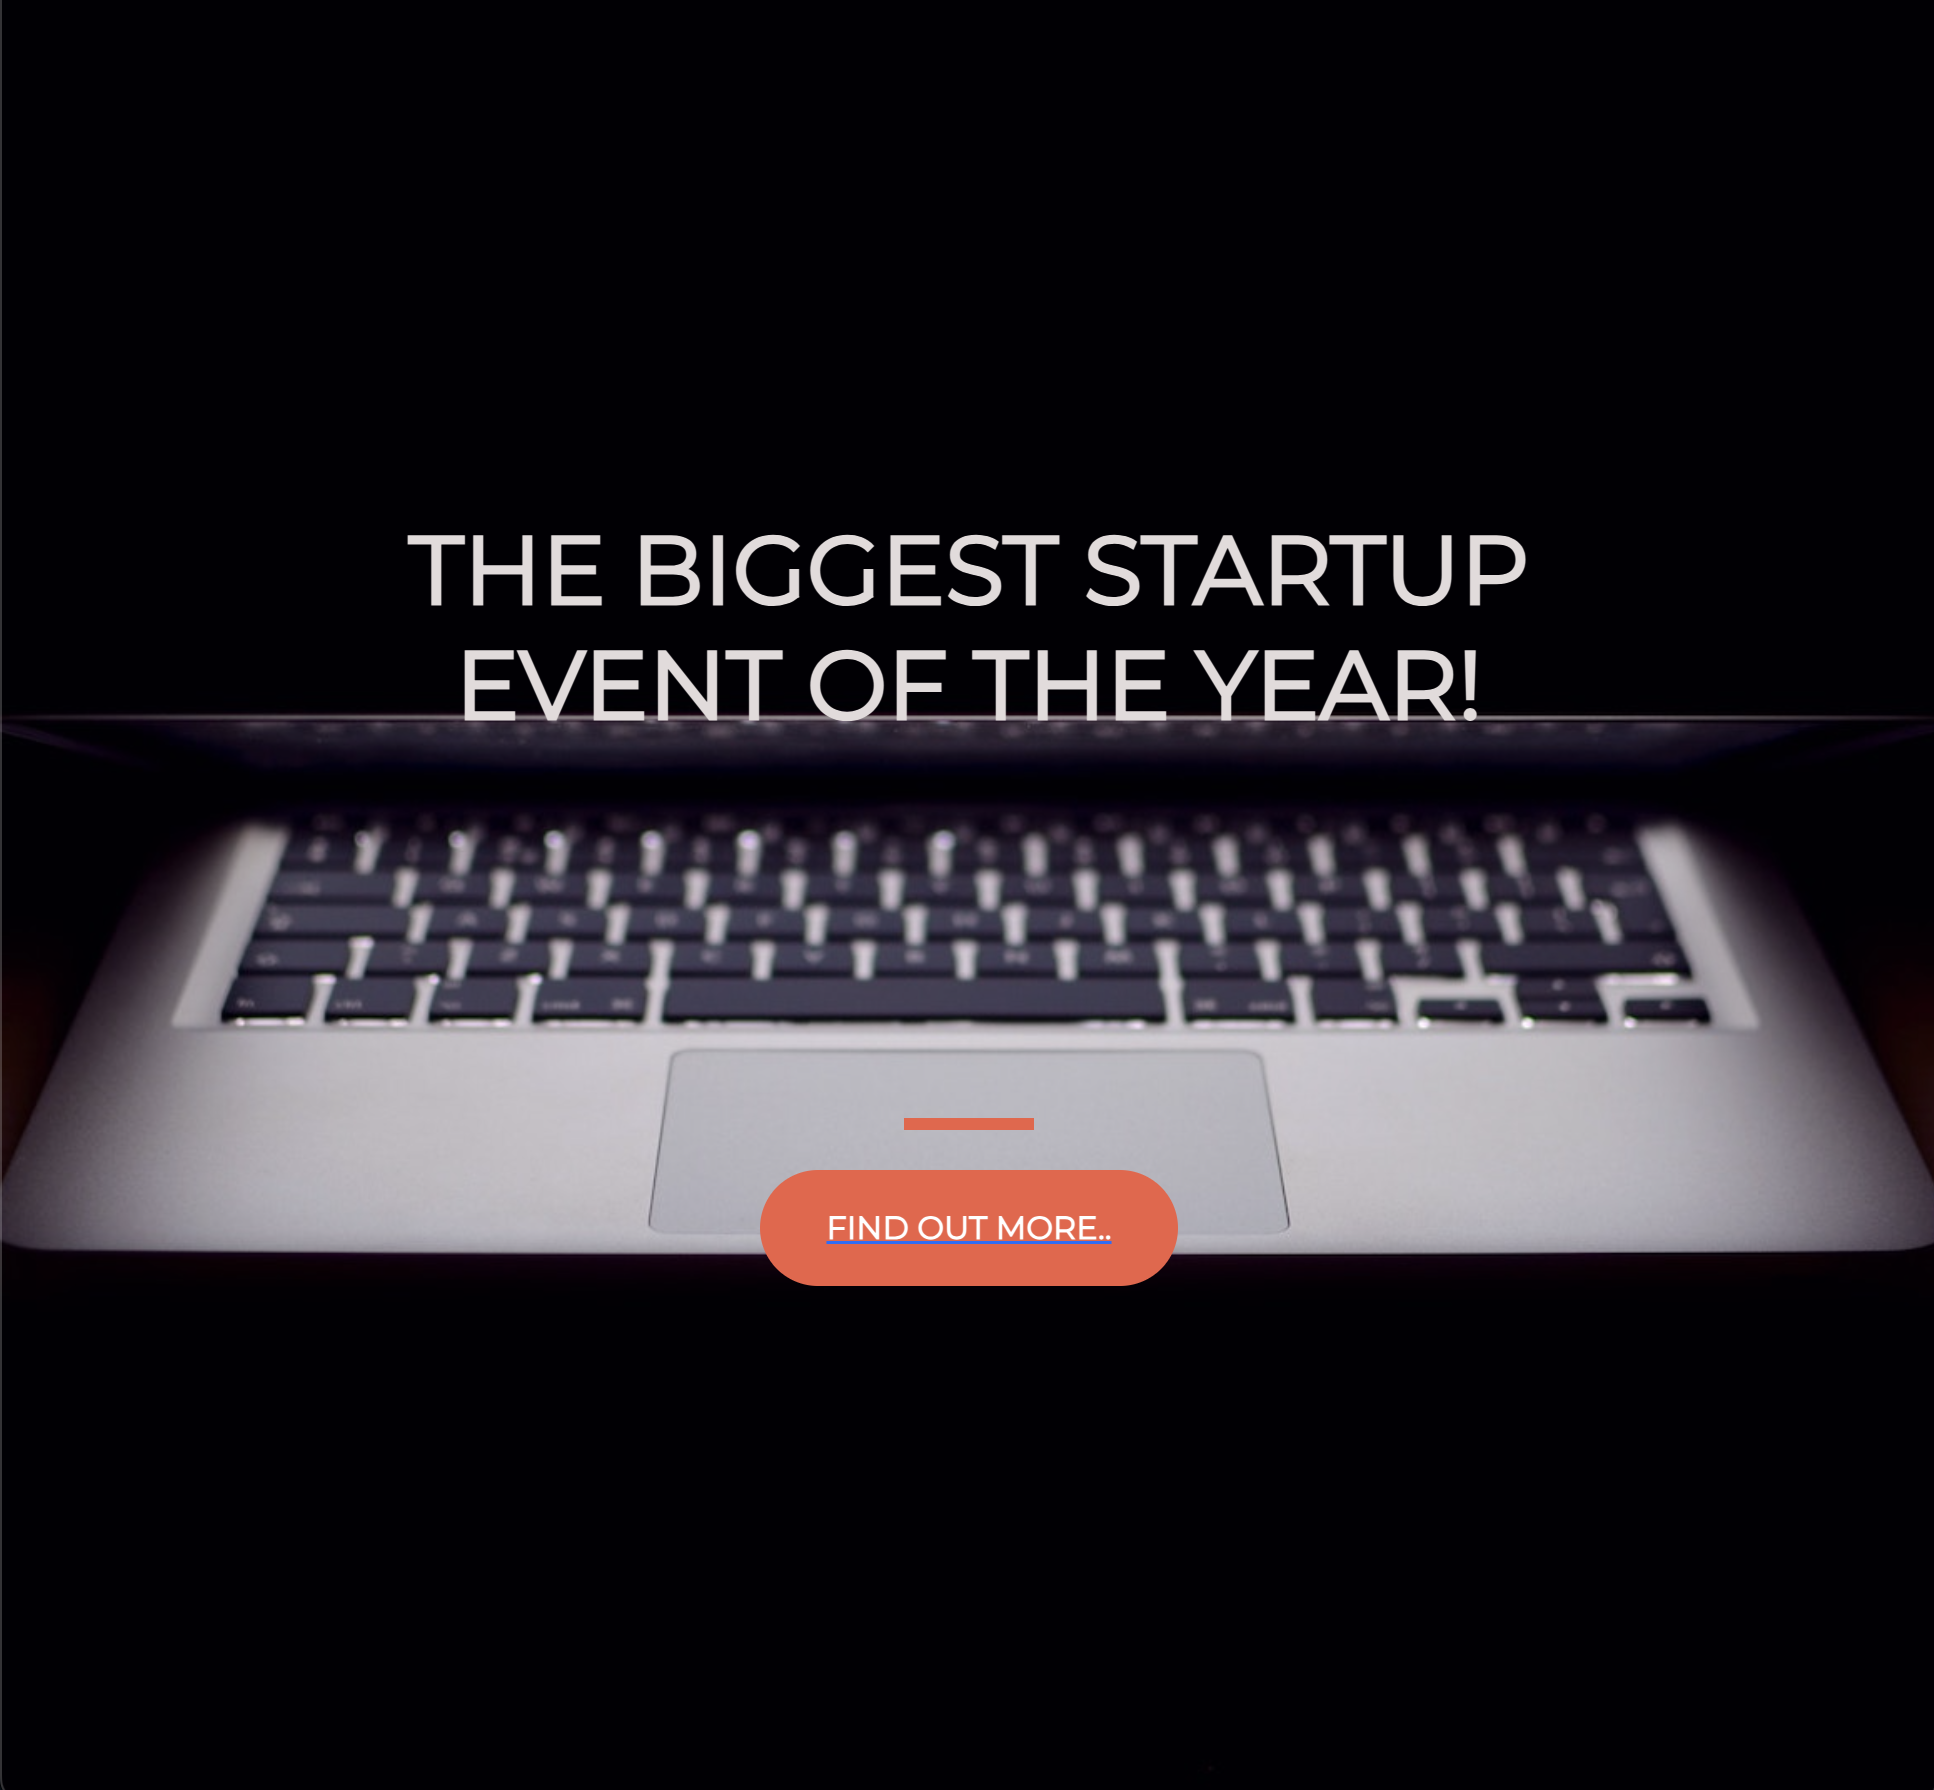 THE BIGGEST STARTUP
EVENT OF THE YEAR!
FIND OUT MORE..